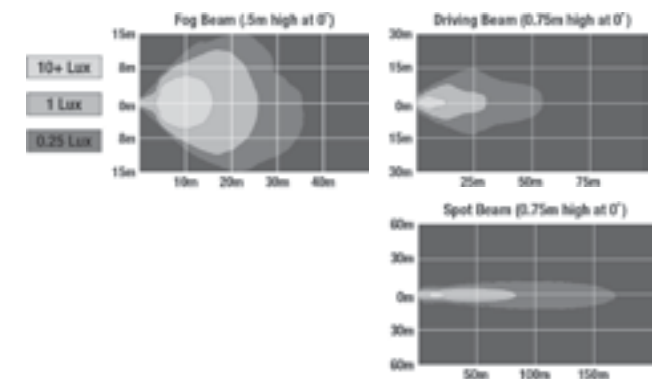 Fog Beam (.5m high at 0°)
15m
8m
0m
8m
15m
10m 20m 30m 40m
10+ Lux
1 Lux
0.25 Lux
Driving Beam (0.75m high at 0°)
30m
15m
0m
15m
30m
25m 50m 75m
Spot Beam (0.75m high at 0°)
60m
30m
0m
30m
60m
50m 100m 150m